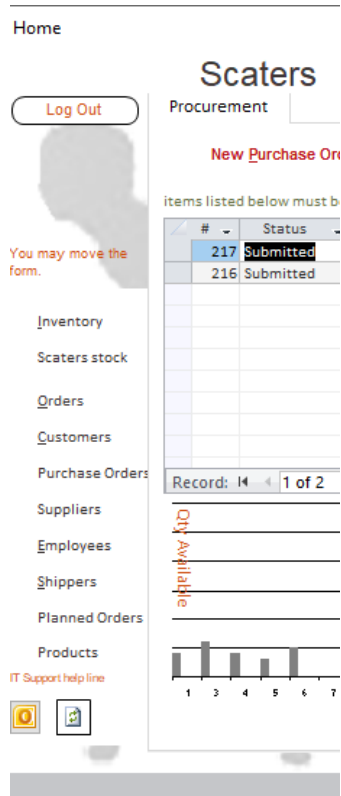 Home
Scaters
Log Out
Procurement
New Purchase Ord
items listed below must b
# Status
217 Submitted
216 Submitted
You may move the
form.
Inventory
Scaters stock
Orders
Customers
Purchase Orders
Suppliers
Employees
Shippers
Planned Orders
Products
IT Support help line
Record: 1 of 2
Qty Available
1 3 4 5 6 7